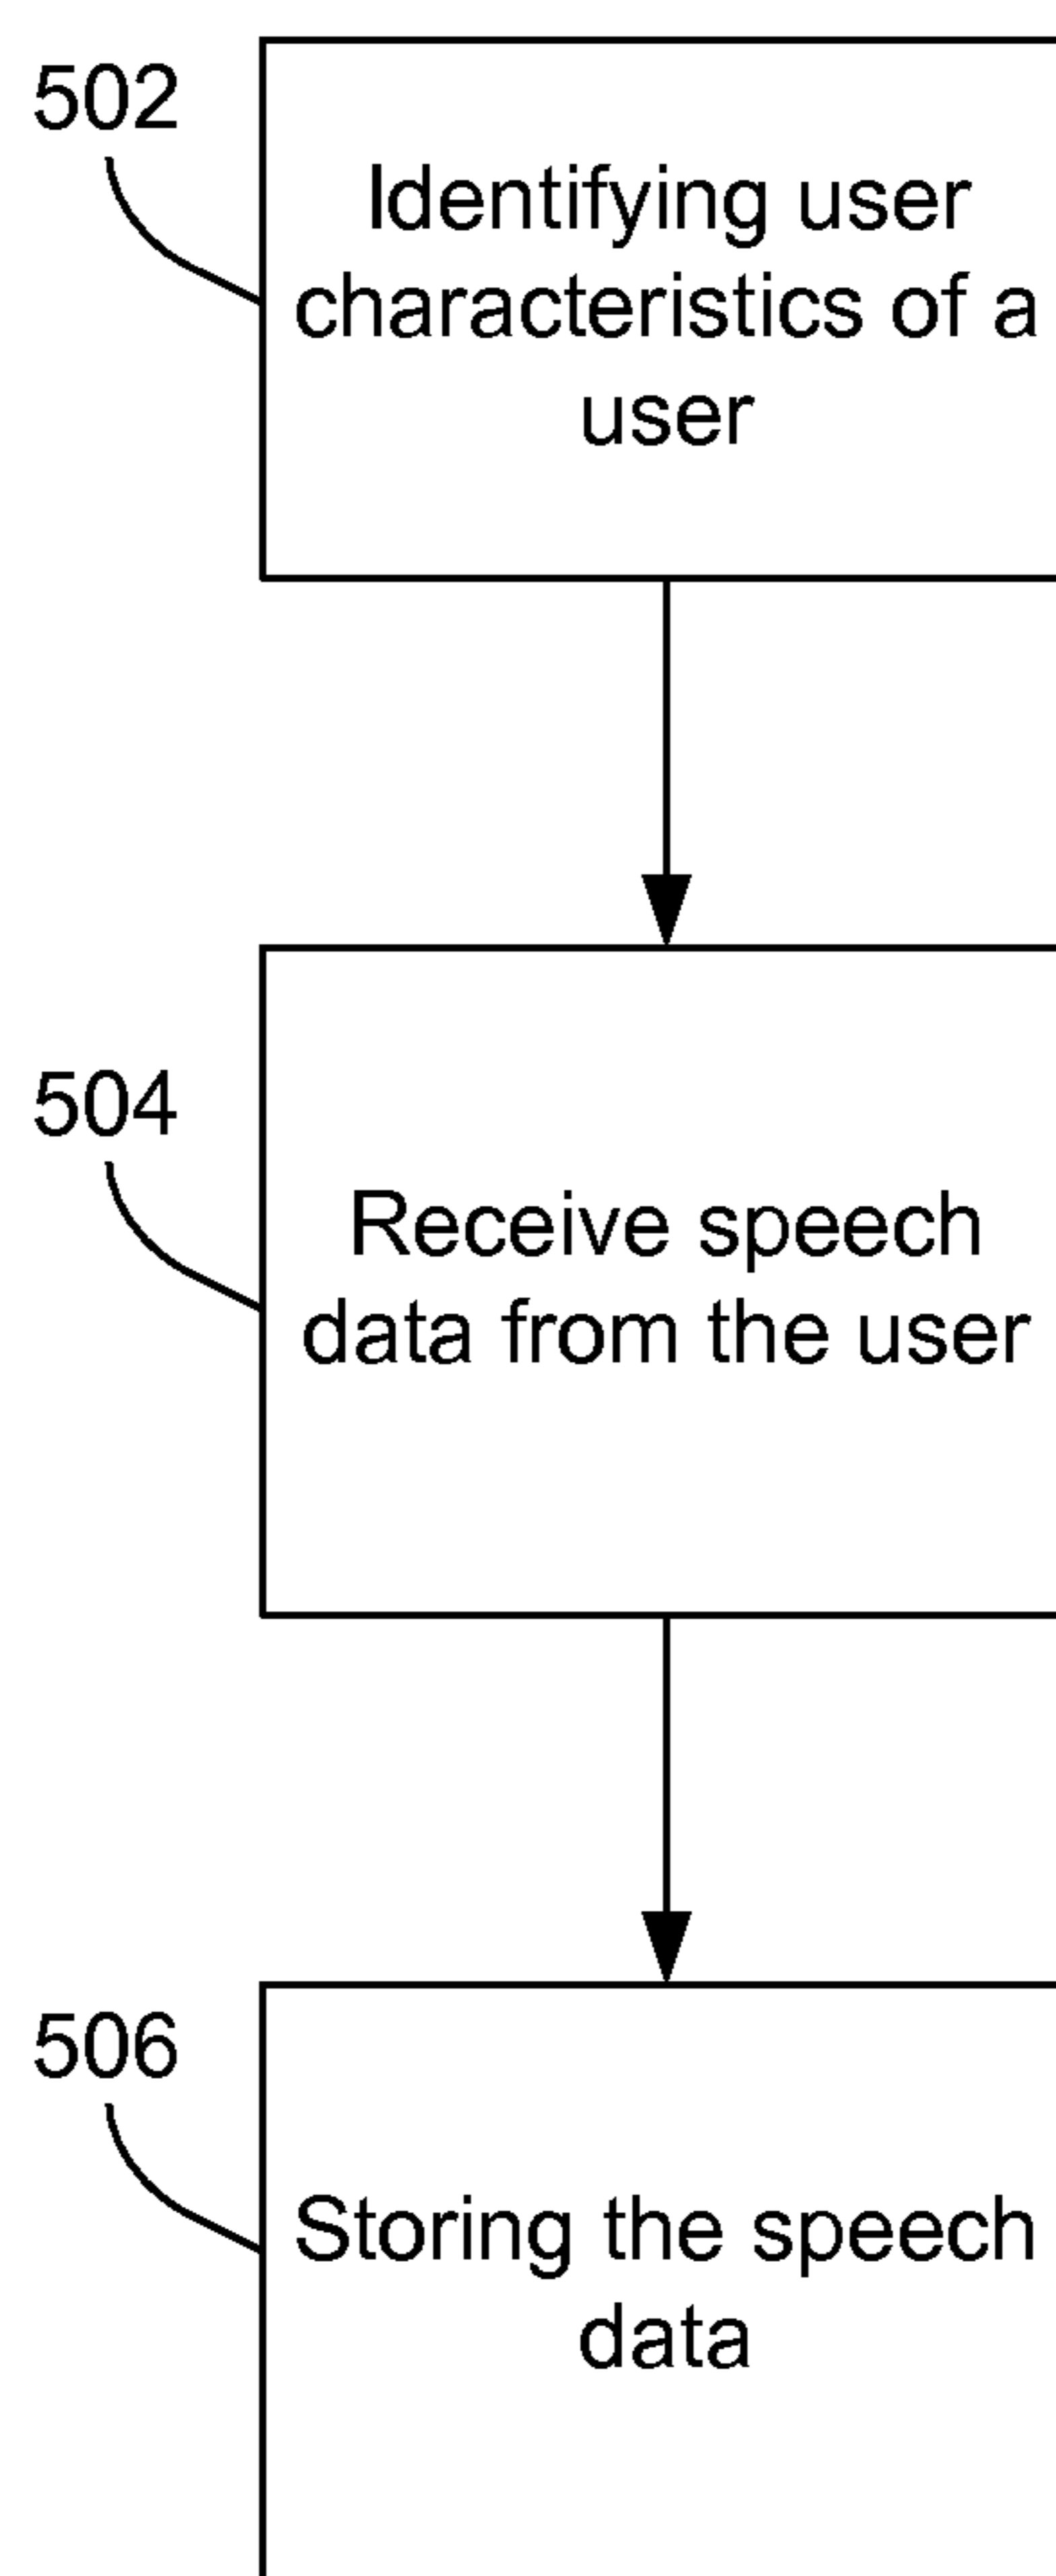 502
Identifying user
characteristics of a
user
504
Receive speech
data from the user
506
Storing the speech
data